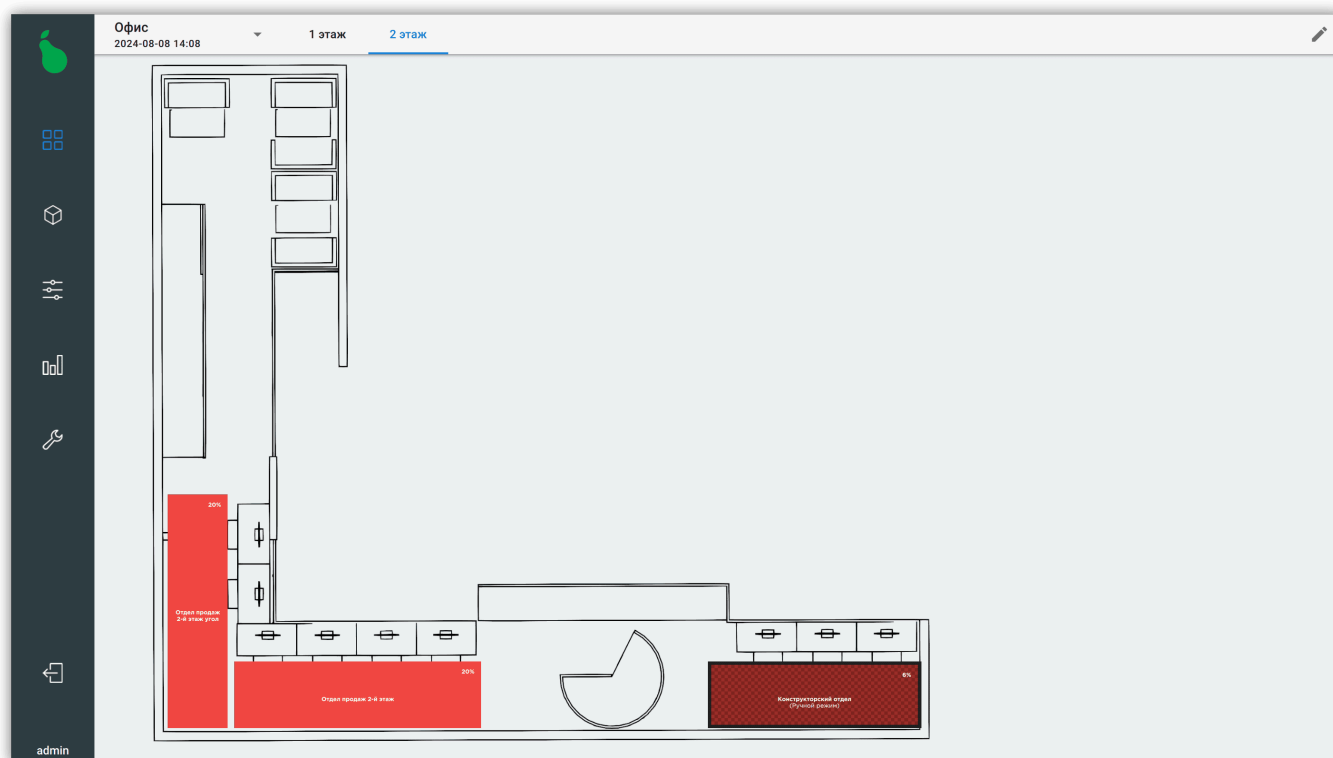 Офис
2024-08-08 14:08
1 этаж
2 этаж
20%
Отдел продаж
2-й этаж угол
20%
Отдел продаж 2-й этаж
6%
Конструкторский отдел
(Ручной режим)
admin